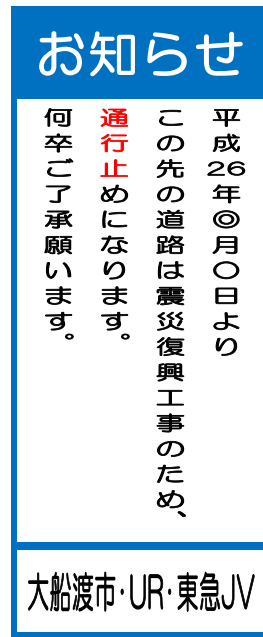 お知らせ
平成26年◎月〇日より
この先の道路は震災復興工事のため、
通行止めになります。
何卒ご了承願います。
大船渡市・UR・東急JV